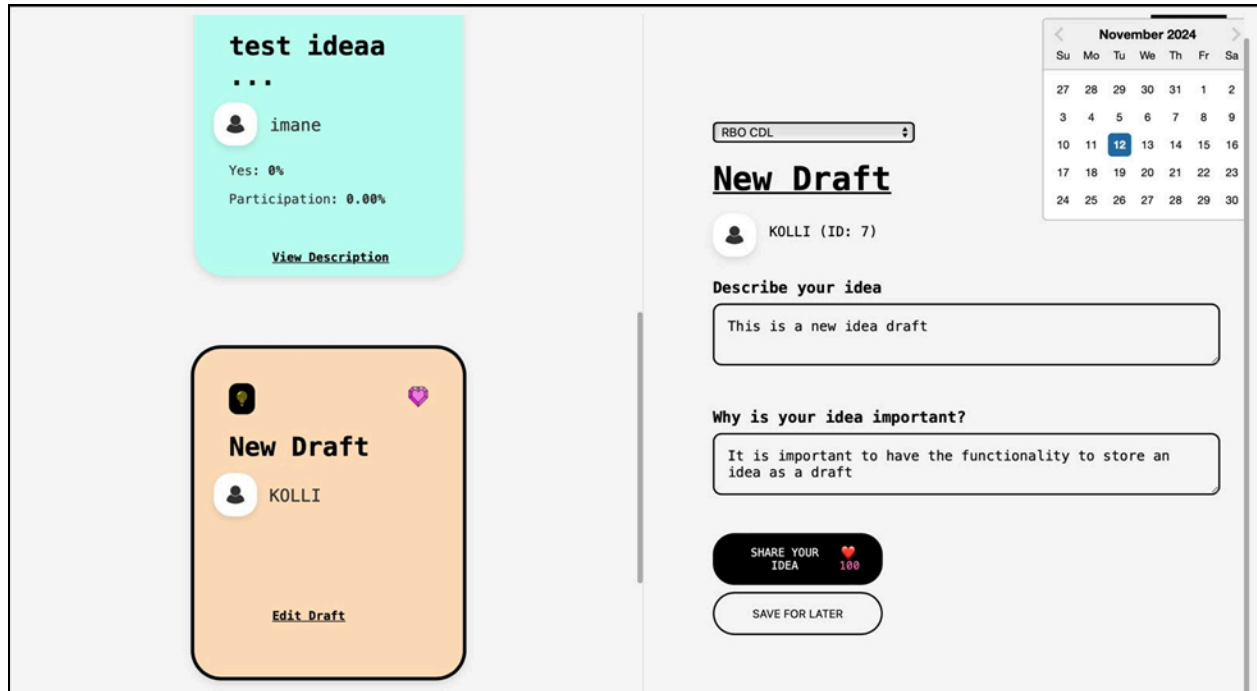 test ideaa
...
imane
Yes: 0%
Participation: 0.00%
View Description
New Draft
KOLLI
Edit Draft
RBO CDL
New Draft
KOLLI (ID: 7)
Describe your idea
This is a new idea draft
Why is your idea important?
It is important to have the functionality to store an
idea as a draft
SHARE YOUR
IDEA
100
SAVE FOR LATER
November 2024
Su Mo Tu We Th Fr Sa
27 28 29 30 31 1 2
3 4 5 6 7 8 9
10 11 12 13 14 15 16
17 18 19 20 21 22 23
24 25 26 27 28 29 30